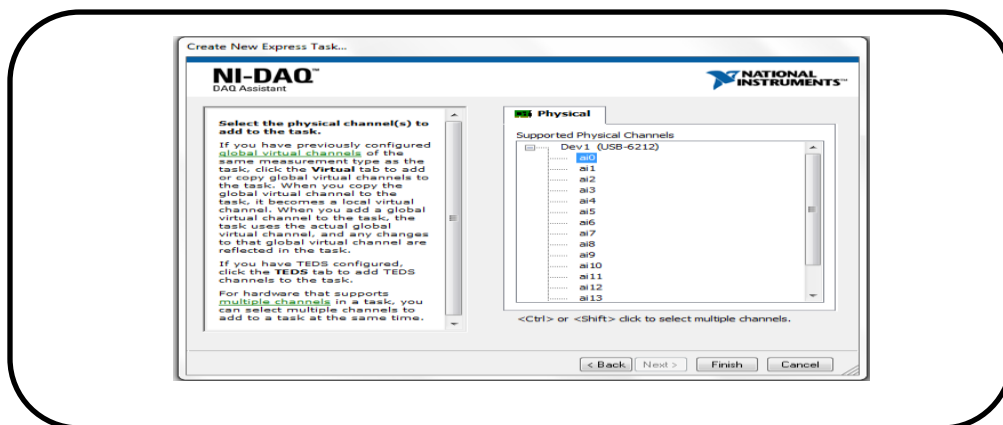 Create New Express Task...
NI-DAQ™
DAQ Assistant
NATIONAL
INSTRUMENTS™
Select the physical channel(s) to
add to the task.
If you have previously configured
global virtual channels of the
same measurement type as the
task, click the Virtual tab to add
or copy global virtual channels to
the task. When you copy the
global virtual channel to the
task, it becomes a local virtual
channel. When you add a global
virtual channel to the task, the
task uses the actual global
virtual channel, and any changes
to that global virtual channel are
reflected in the task.
If you have TEDS configured,
click the TEDS tab to add TEDS
channels to the task.
For hardware that supports
multiple channels in a task, you
can select multiple channels to
add to a task at the same time.
Physical
Supported Physical Channels
Dev1 (USB-6212)
ai0
ai1
ai2
ai3
ai4
ai5
ai6
ai7
ai8
ai9
ai10
ai11
ai12
ai13
<Ctrl> or <Shift> click to select multiple channels.
< Back
Next >
Finish
Cancel